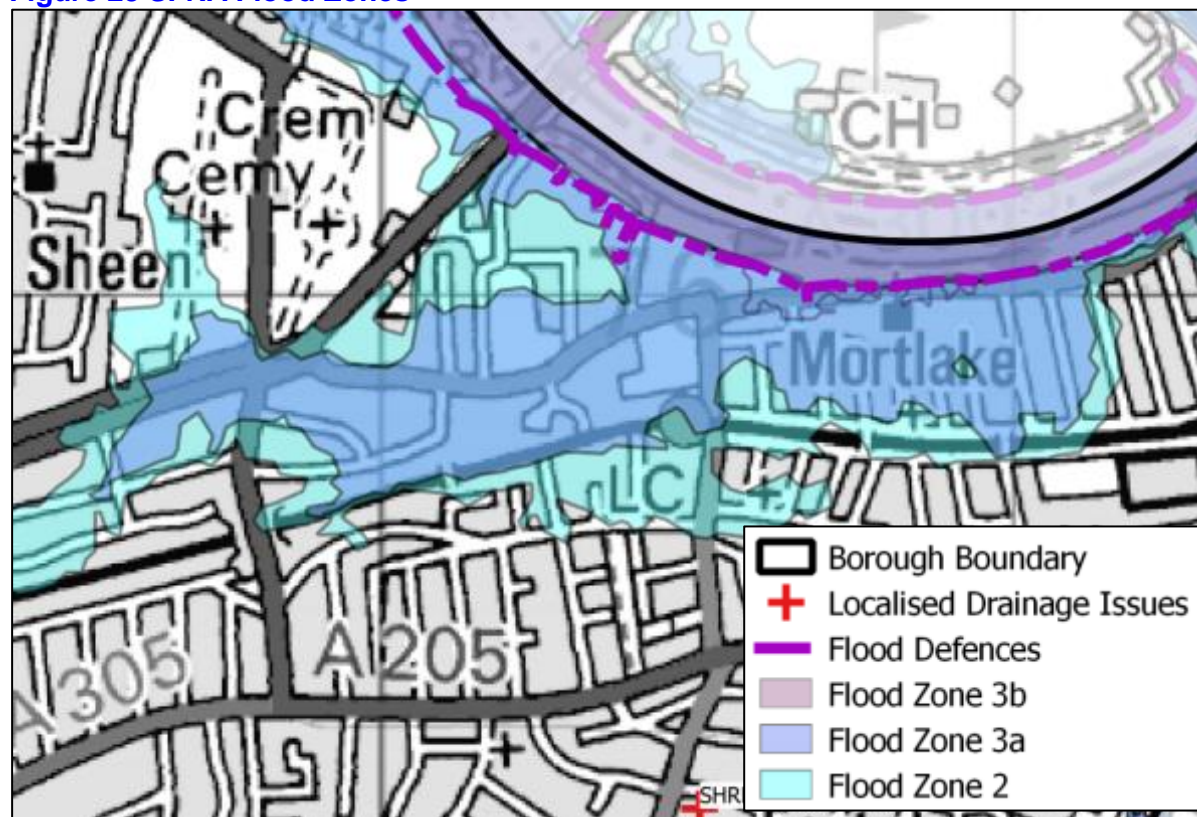 CH
Crem
Cemy
Sheen
Mortlake
LC
A 205
A 305
SHR
Borough Boundary
Localised Drainage Issues
Flood Defences
Flood Zone 3b
Flood Zone 3a
Flood Zone 2